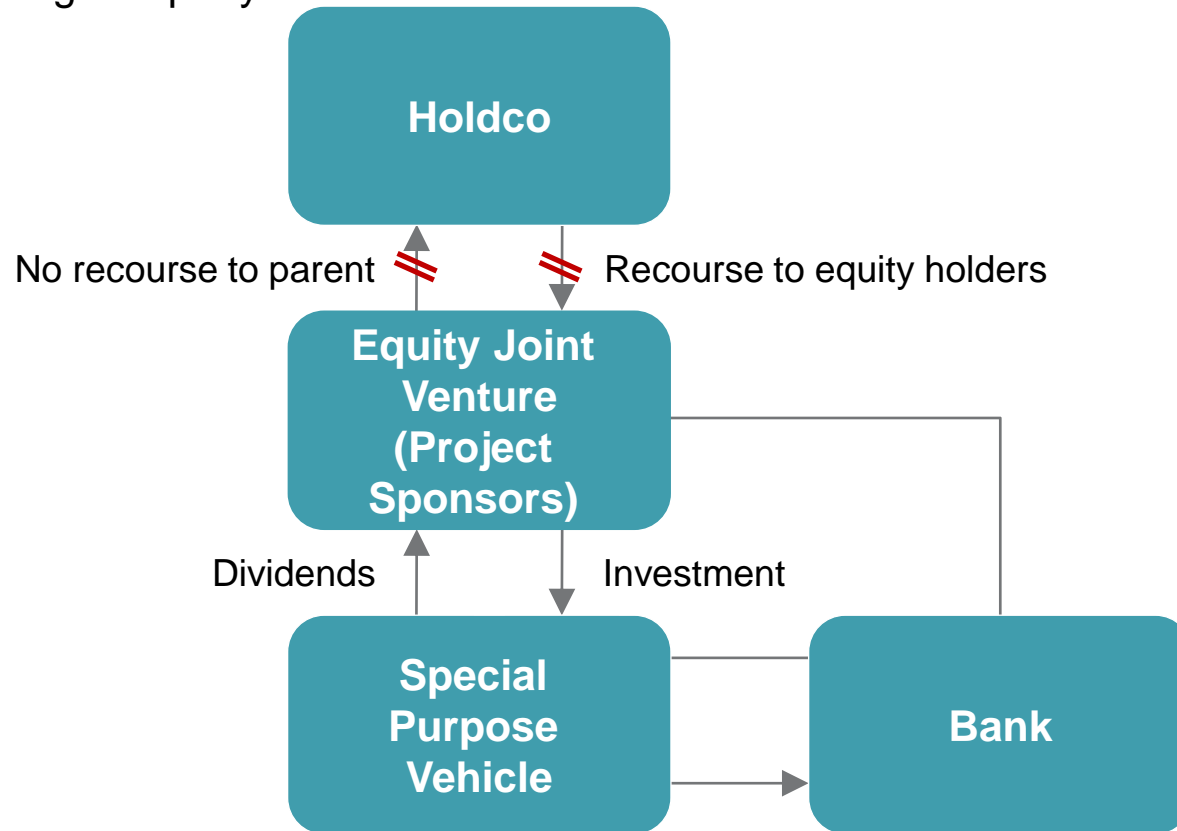 Holdco
No recourse to parent
Recourse to equity holders
Equity Joint
Venture
(Project
Sponsors)
Dividends
Investment
Special
Purpose
Vehicle
Bank